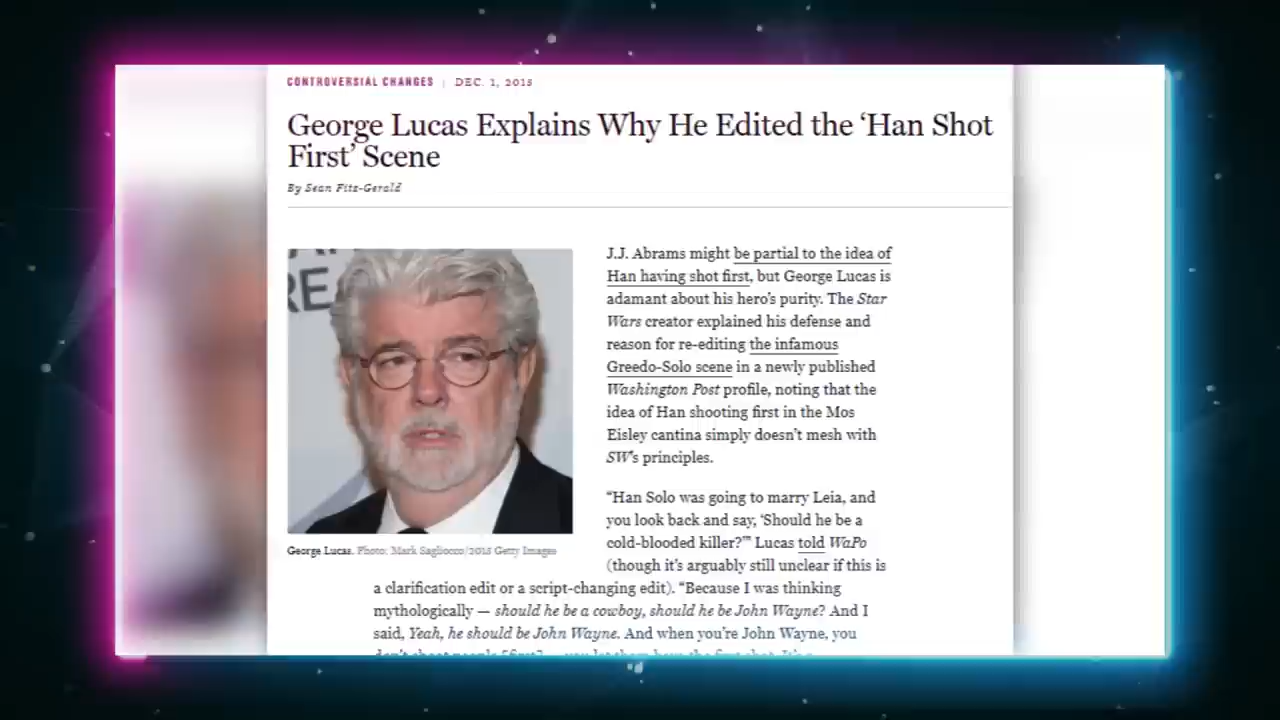 CONTROVERSIAL CHANGES | DEC. 1, 2015
George Lucas Explains Why He Edited the ‘Han Shot
First’ Scene
By Sean Fitz-Gerald
RE
J.J. Abrams might be partial to the idea of
Han having shot first, but George Lucas is
adamant about his hero’s purity. The Star
Wars creator explained his defense and
reason for re-editing the infamous
Greedo-Solo scene in a newly published
Washington Post profile, noting that the
idea of Han shooting first in the Mos
Eisley cantina simply doesn’t mesh with
SW’s principles.
“Han Solo was going to marry Leia, and
you look back and say, ‘Should he be a
cold-blooded killer?’” Lucas told WaPo
(though it’s arguably still unclear if this is
a clarification edit or a script-changing edit). “Because I was thinking
mythologically — should he be a cowboy, should he be John Wayne? And I
said, Yeah, he should be John Wayne. And when you’re John Wayne, you
George Lucas. Photo: Mark Sagliocco/2015 Getty Images